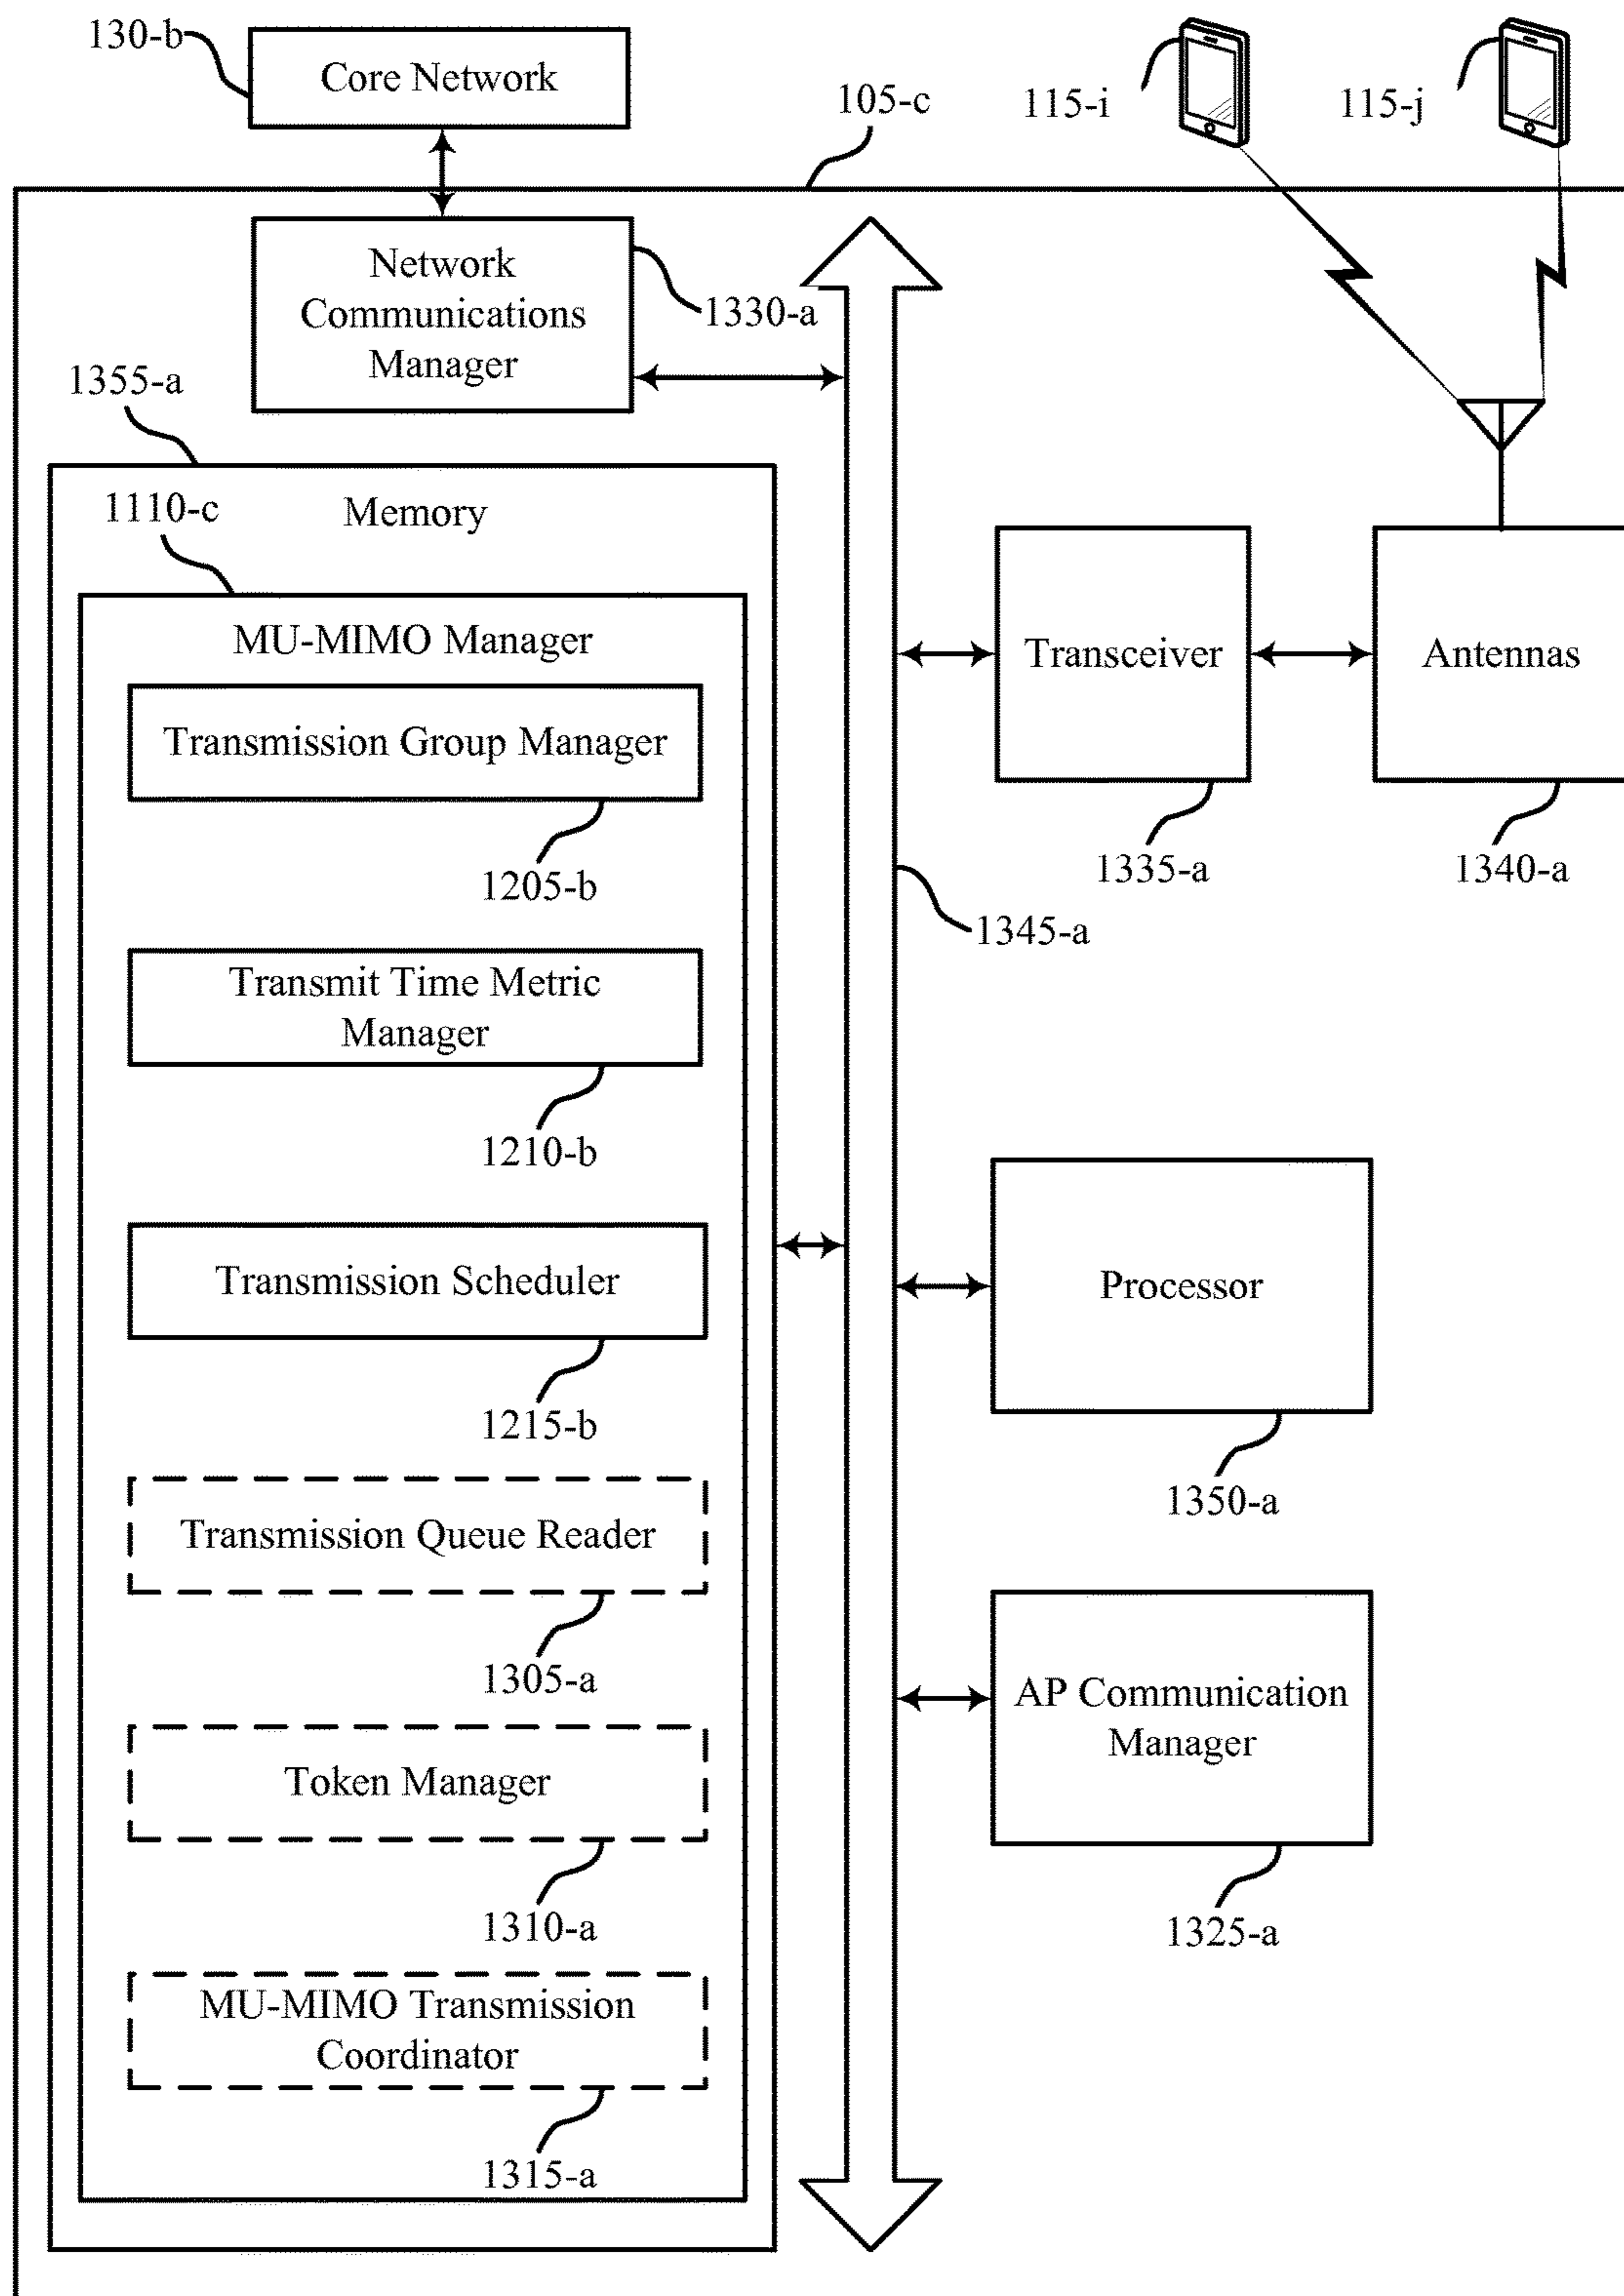 130-b
Core Network
105-c
115-i
115-j
Network
Communications
Manager
1330-a
1355-a
1110-c
Memory
MU-MIMO Manager
Transmission Group Manager
1205-b
Transmit Time Metric
Manager
1210-b
Transmission Scheduler
1215-b
Transmission Queue Reader
1305-a
Token Manager
1310-a
MU-MIMO Transmission
Coordinator
1315-a
Transceiver
1335-a
Antennas
1340-a
1345-a
Processor
1350-a
AP Communication
Manager
1325-a